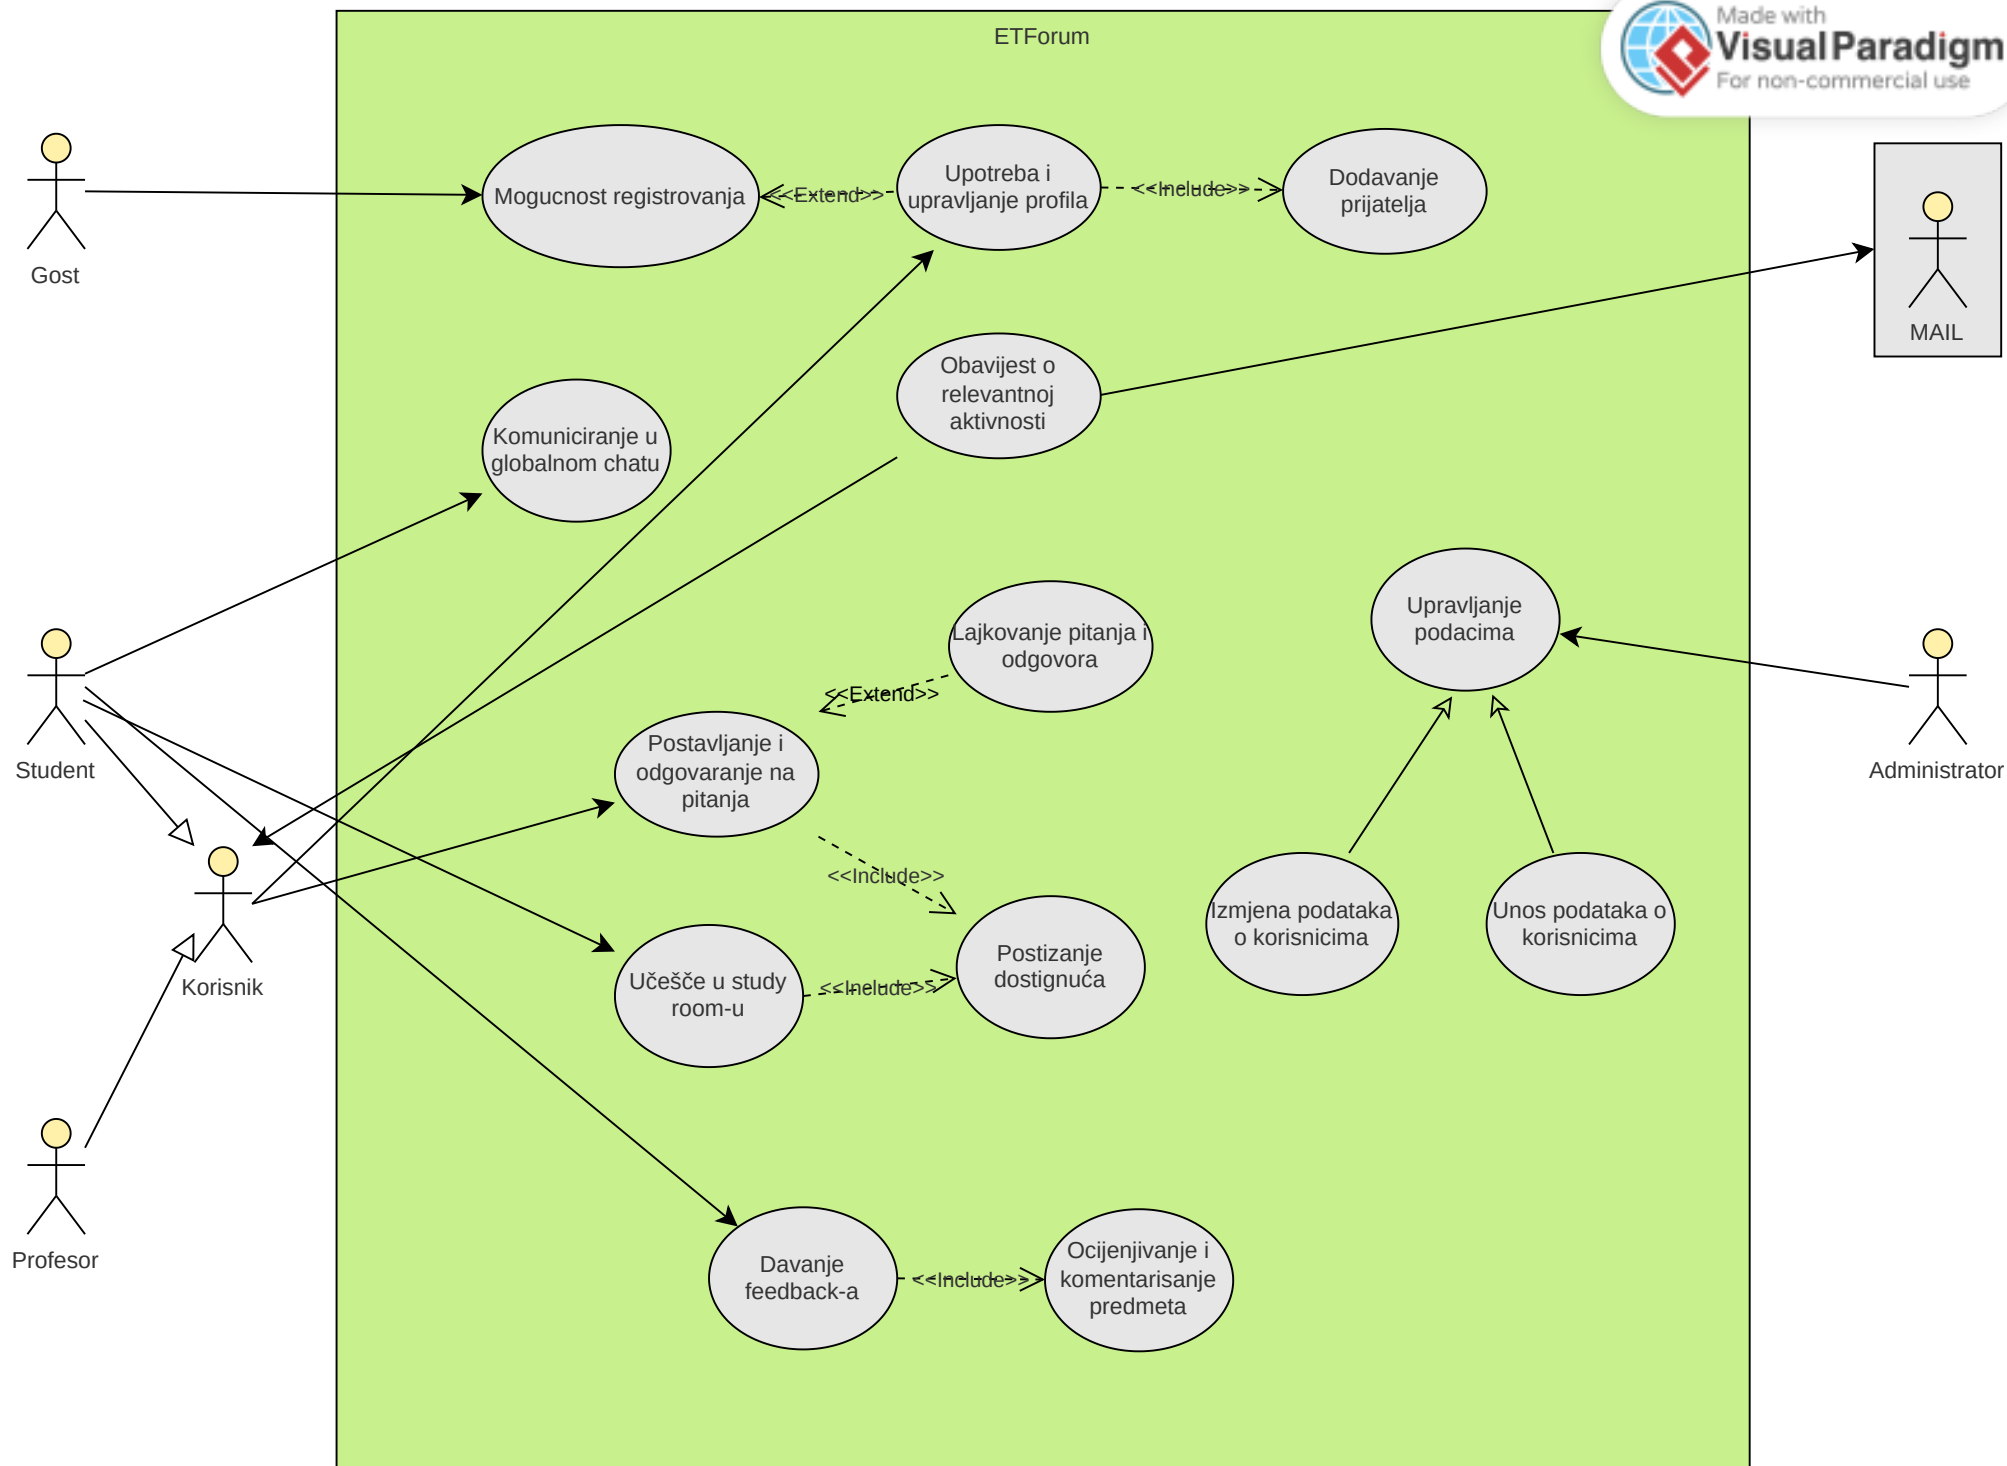 ETForum
Made with
Visual Paradigm
For non-commercial use
Gost
Mogucnost registrovanja
<<Extend>>
Upotreba i
upravljanje profila
<<Include>>
Dodavanje
prijatelja
MAIL
Obavijest o
relevantnoj
aktivnosti
Komuniciranje u
globalnom chatu
Lajkovanje pitanja i
odgovora
Upravljanje
podacima
<<Extend>>
Student
Administrator
Postavljanje i
odgovaranje na
pitanja
<<Include>>
Korisnik
Izmjena podataka
o korisnicima
Unos podataka o
korisnicima
Učešče u study
room-u
<<Include>>
Postizanje
dostignuća
Profesor
Davanje
feedback-a
<<Include>>
Ocijenjivanje i
komentarisanje
predmeta